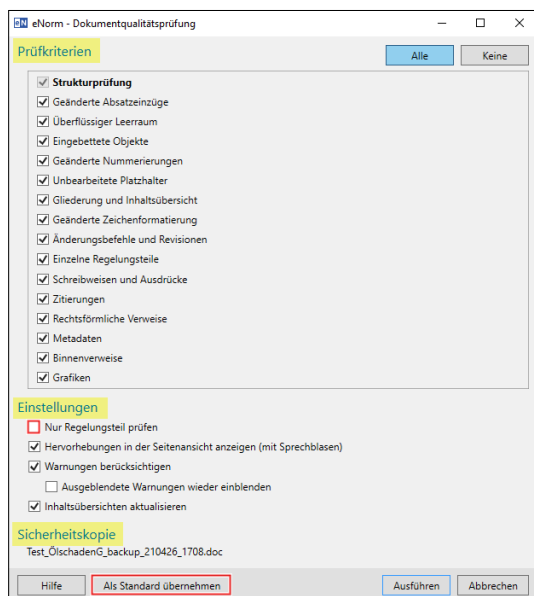 eN eNorm - Dokumentqualitätsprüfung
Prüfkriterien
Alle Keine
Strukturprüfung
Geänderte Absatzeinzüge
Überflüssiger Leerraum
Eingebettete Objekte
Geänderte Nummerierungen
Unbearbeitete Platzhalter
Gliederung und Inhaltsübersicht
Geänderte Zeichenformatierung
Änderungsbefehle und Revisionen
Einzelne Regelungsteile
Schreibweisen und Ausdrücke
Zitierungen
Rechtsförmliche Verweise
Metadaten
Binnenverweise
Grafiken
Einstellungen
Nur Regelungsteil prüfen
Hervorhebungen in der Seitenansicht anzeigen (mit Sprechblasen)
Warnungen berücksichtigen
Ausgeblendete Warnungen wieder einblenden
Inhaltsübersichten aktualisieren
Sicherheitskopie
Test_ÖlschadenG_backup_210426_1708.doc
Hilfe Als Standard übernehmen Ausführen Abbrechen